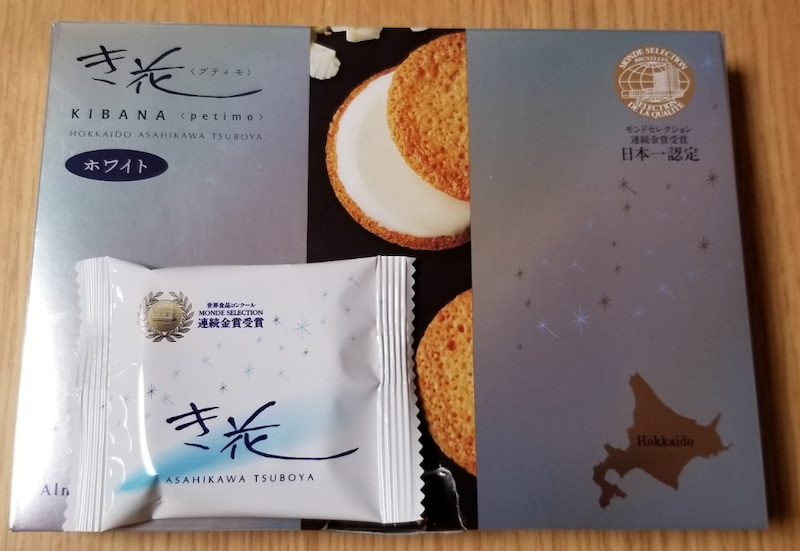 き花〈プティモ〉
KIBANA〈petimo〉
HOKKAIDO ASAHIKAWA TSUBOYA
ホワイト
MONDE SELECTION
BRUXELLES
SELECTION
DE LA QUALITE
モンドセレクション
連続金賞受賞
日本一認定
世界食品コンクール
MONDE SELECTION
連続金賞受賞
き花
ASAHIKAWA TSUBOYA
Hokkaido
Alm